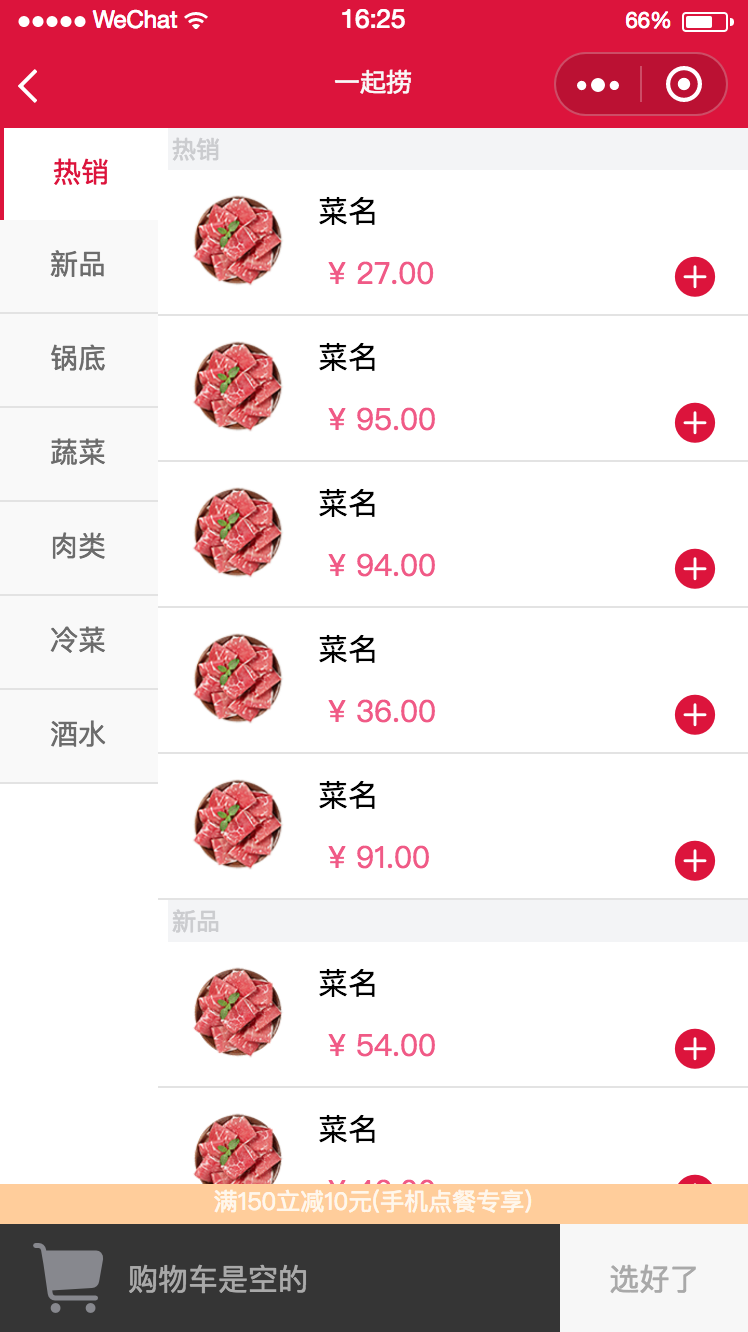 ●●●●● WeChat 16:25 66%
一起捞
热销
新品
锅底
蔬菜
肉类
冷菜
酒水
热销
菜名
¥ 27.00
菜名
¥ 95.00
菜名
¥ 94.00
菜名
¥ 36.00
菜名
¥ 91.00
新品
菜名
¥ 54.00
菜名
满150立减10元(手机点餐专享)
购物车是空的
选好了